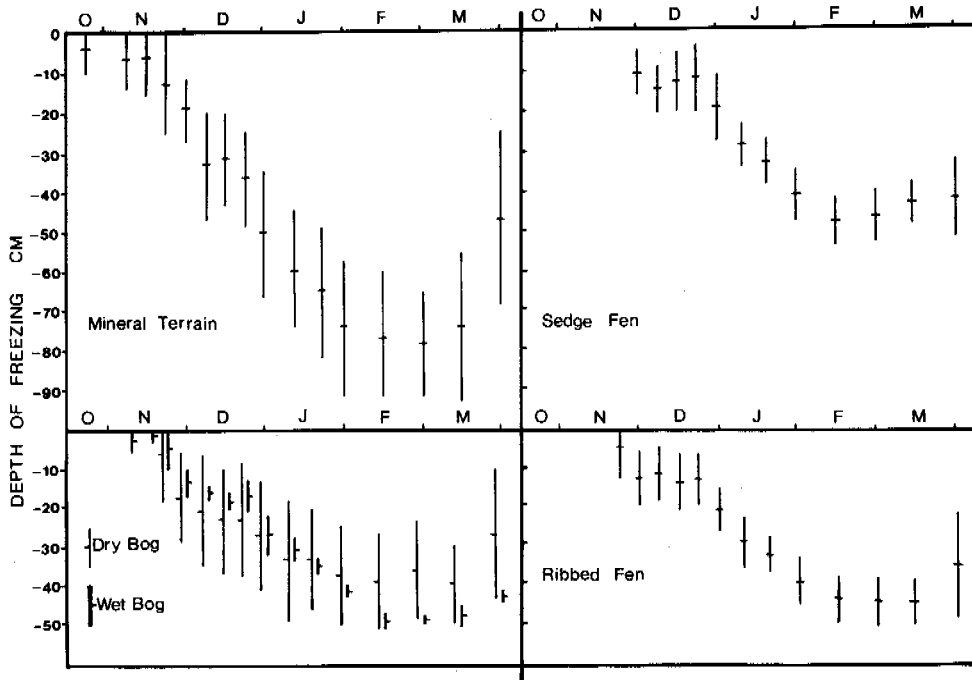 O N D J F M
O N D J F M
0
-10
-20
-30
-40
-50
-60
-70
-80
-90
Mineral Terrain
Sedge Fen
DEPTH OF FREEZING CM
O N D J F M
O N D J F M
-10
-20
-30
-40
-50
Dry Bog
Wet Bog
Ribbed Fen